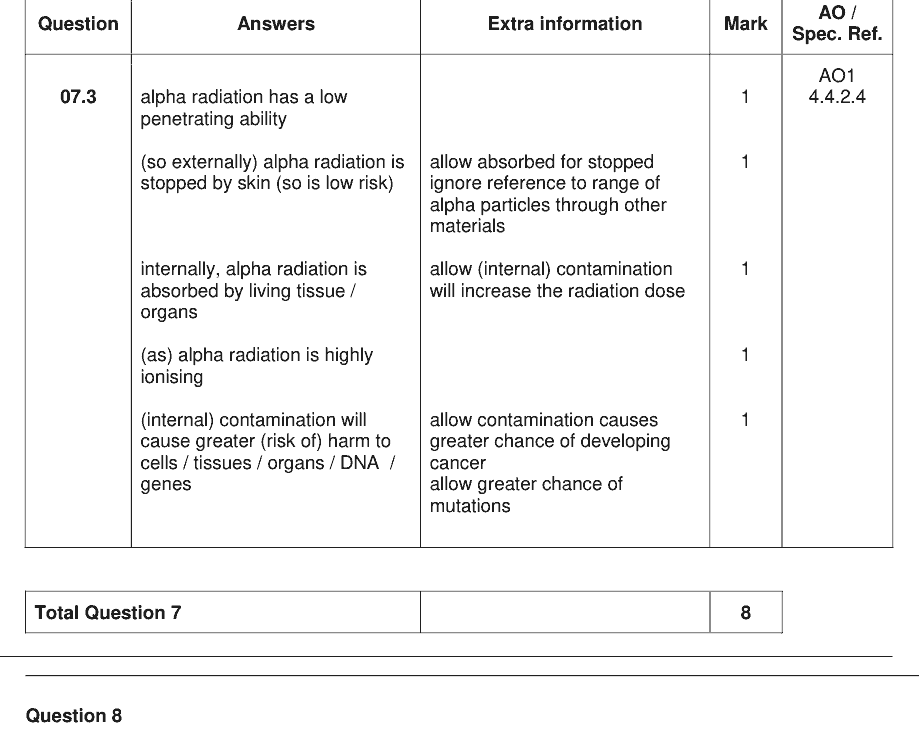 Question Answers Extra information Mark AO /
Spec. Ref.
AO1
07.3 alpha radiation has a low 1 4.4.2.4
penetrating ability
(so externally) alpha radiation is allow absorbed for stopped 1
stopped by skin (so is low risk) ignore reference to range of
alpha particles through other
materials
internally, alpha radiation is allow (internal) contamination 1
absorbed by living tissue / will increase the radiation dose
organs
(as) alpha radiation is highly 1
ionising
(internal) contamination will allow contamination causes 1
cause greater (risk of) harm to greater chance of developing
cells / tissues / organs / DNA / cancer
genes allow greater chance of
mutations
Total Question 7 8
Question 8